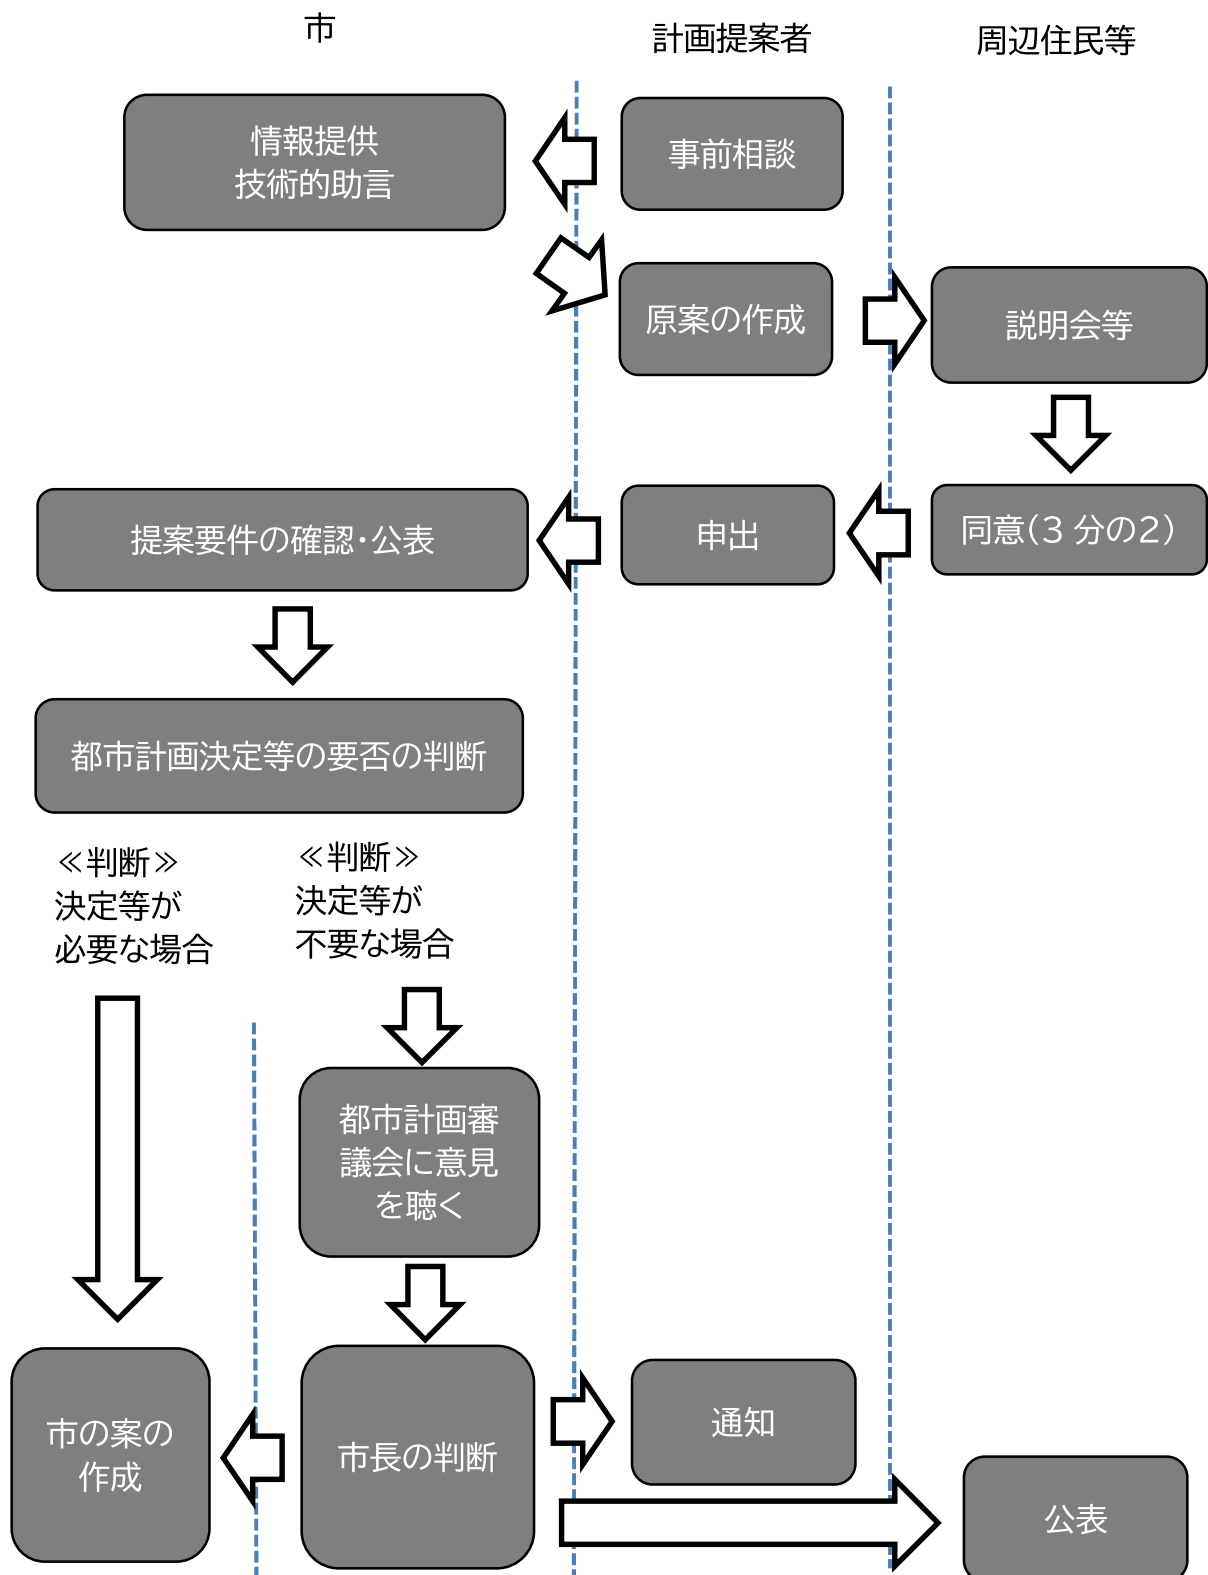 市
計画提案者
周辺住民等
情報提供
技術的助言
事前相談
原案の作成
説明会等
同意（3 分の2）
申出
提案要件の確認・公表
都市計画決定等の要否の判断
≪判断≫
決定等が
必要な場合
≪判断≫
決定等が
不要な場合
都市計画審
議会に意見
を聴く
市の案の
作成
市長の判断
通知
公表